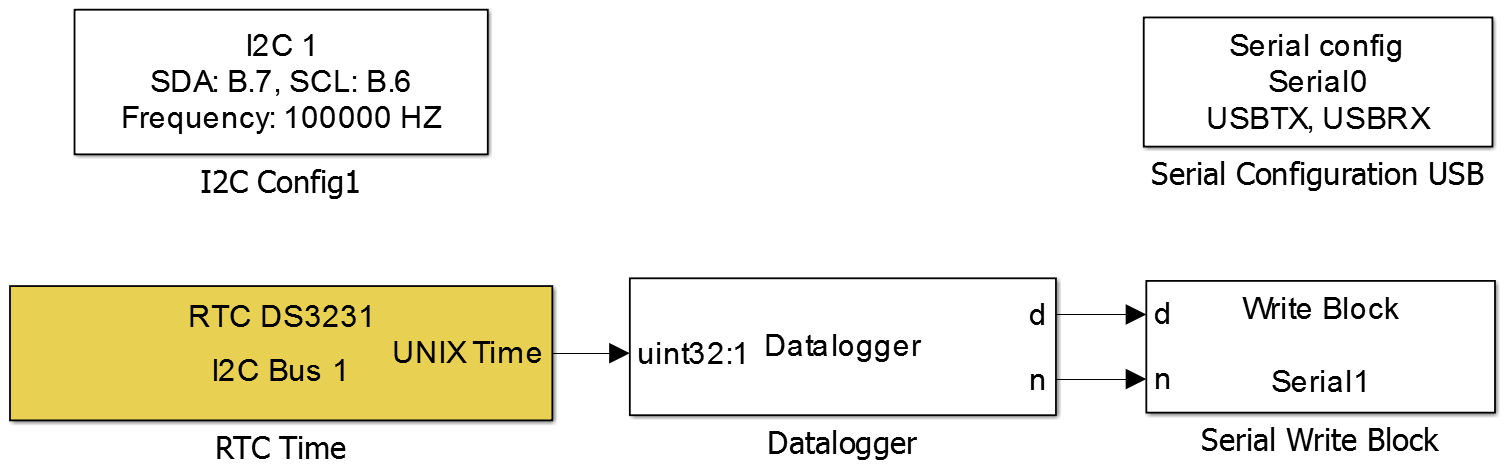 I2C 1
SDA: B.7, SCL: B.6
Frequency: 100000 HZ
I2C Config1
Serial config
Serial0
USBTX, USBRX
Serial Configuration USB
RTC DS3231
I2C Bus 1
UNIX Time
RTC Time
uint32:1
Datalogger
d
n
Datalogger
d
n
Write Block
Serial1
Serial Write Block